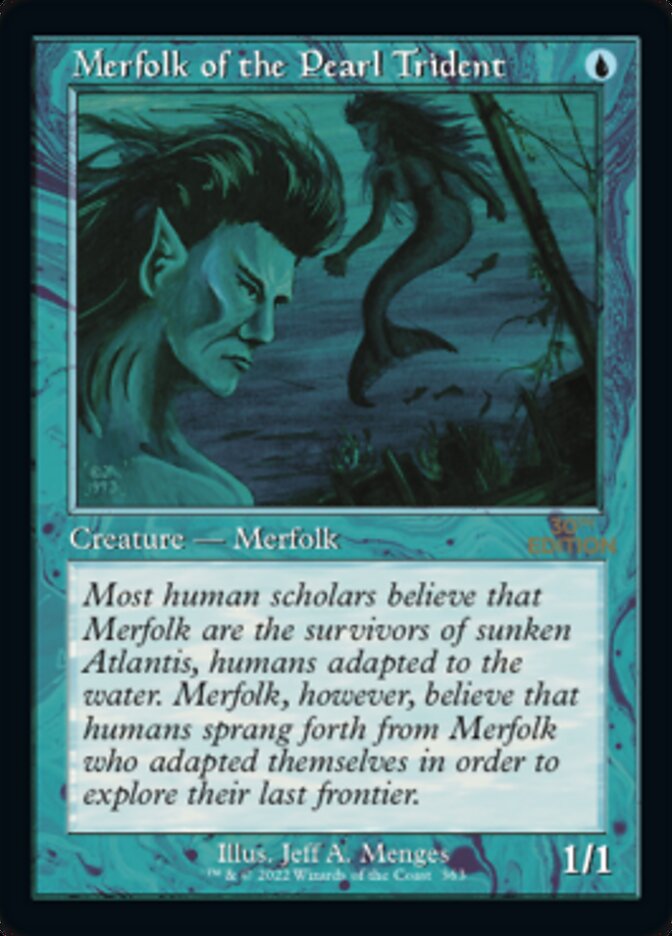 Merfolk of the Pearl Trident
1993
Creature — Merfolk
30TH
EDITION
Most human scholars believe that
Merfolk are the survivors of sunken
Atlantis, humans adapted to the
water. Merfolk, however, believe that
humans sprang forth from Merfolk
who adapted themselves in order to
explore their last frontier.
Illus. Jeff A. Menges
1/1
™ & © 2022 Wizards of the Coast 363